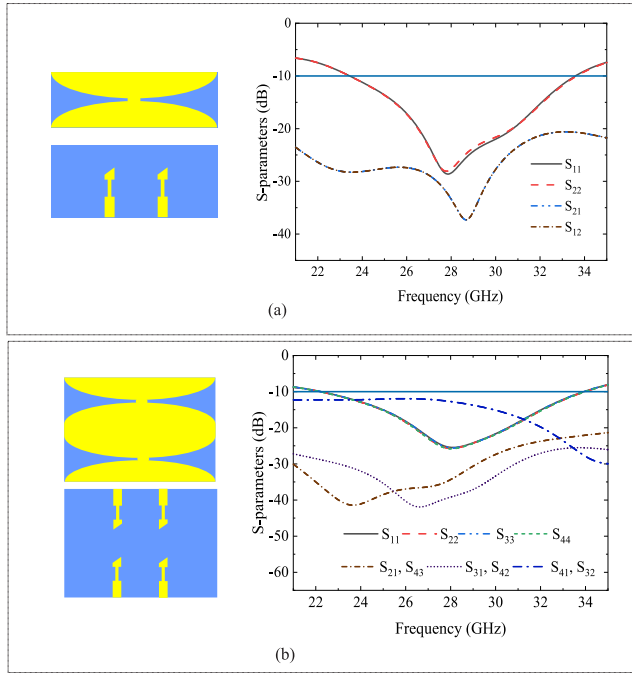 0
-10
-20
-30
-40
S-parameters (dB)
S11
S22
S21
S12
22 24 26 28 30 32 34
Frequency (GHz)
(a)
0
-10
-20
-30
-40
-50
-60
S-parameters (dB)
S11 S22 S33 S44
S21, S43 S31, S42 S41, S32
22 24 26 28 30 32 34
Frequency (GHz)
(b)